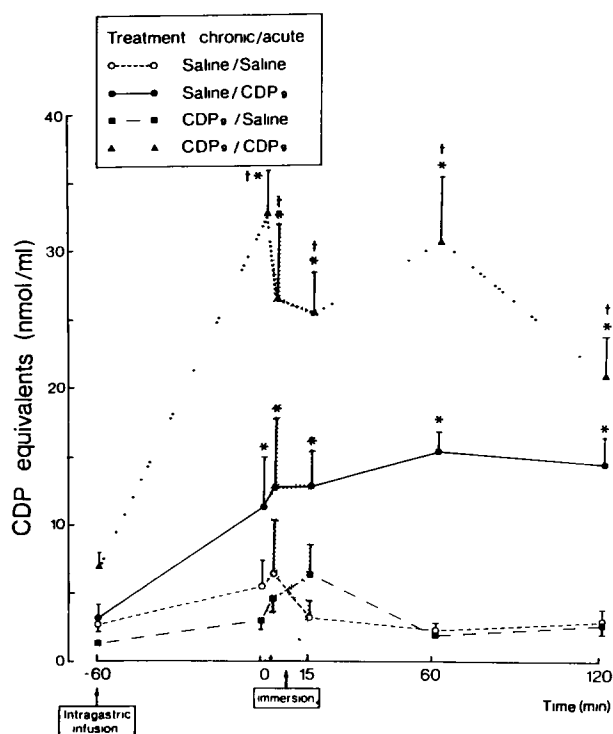 Treatment chronic/acute
Saline/Saline
Saline/CDP9
CDP9/Saline
CDP9/CDP9
40
30
20
10
0
CDP equivalents (nmol/ml)
† *
† *
† *
† *
† *
*
*
*
*
*
-60 0 15 60 120
Intragastric infusion
immersion
Time (min)